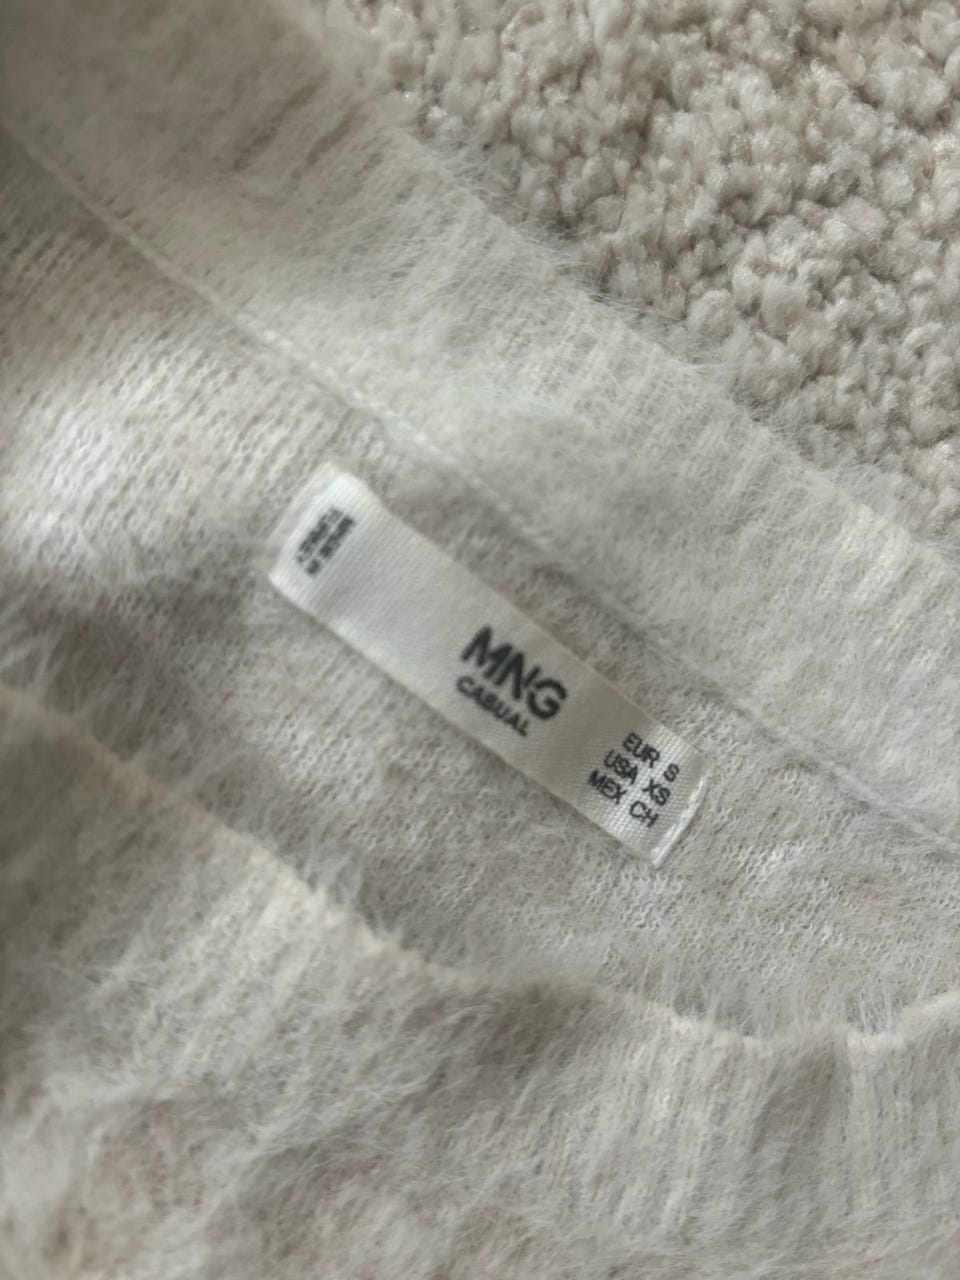 MNG
CASUAL
EUR S
USA XS
MEX CH